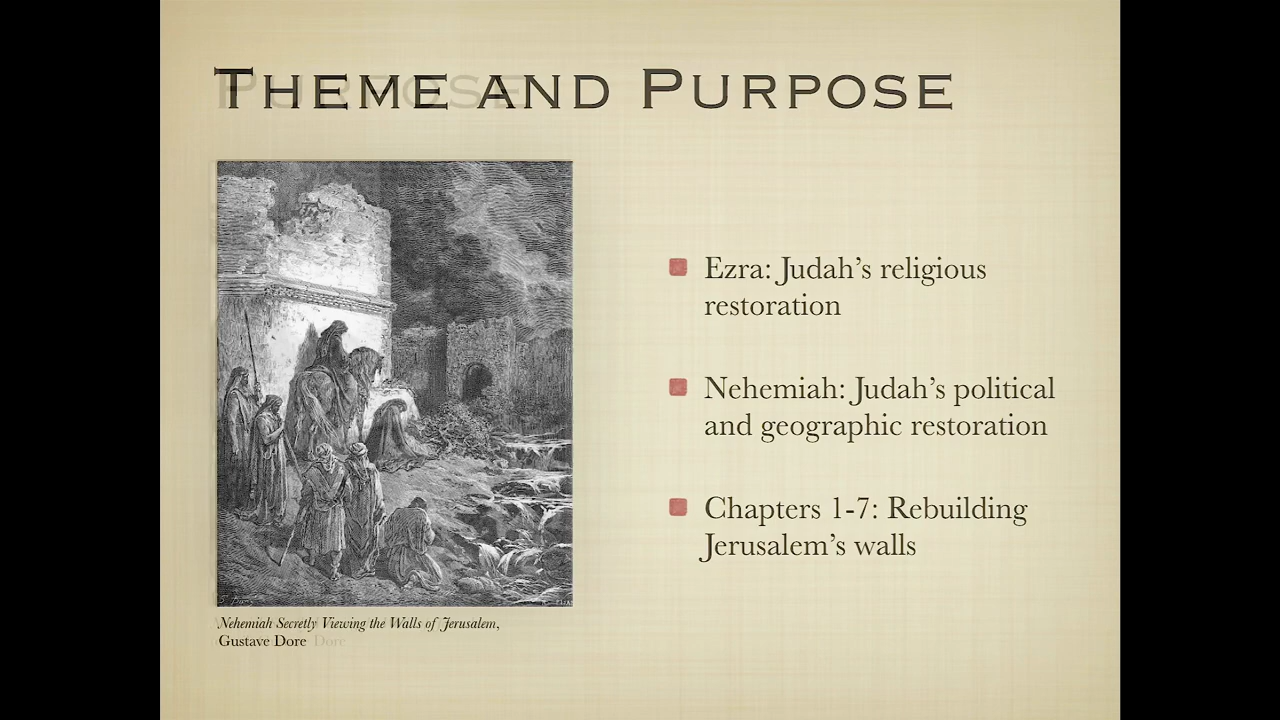 THEME AND PURPOSE
Ezra: Judah's religious
restoration
Nehemiah: Judah's political
and geographic restoration
Chapters 1-7: Rebuilding
Jerusalem's walls
Nehemiah Secretly Viewing the Walls of Jerusalem,
Gustave Dore